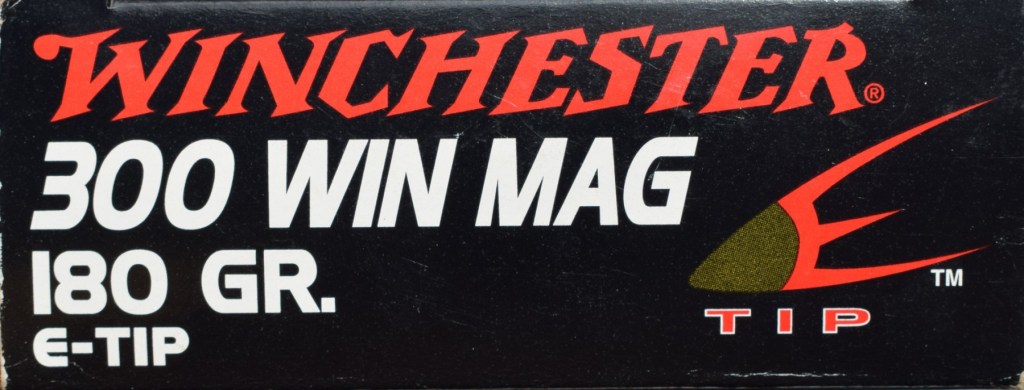 WINCHESTER®
300 WIN MAG
180 GR.
E-TIP
E
TIP
TM